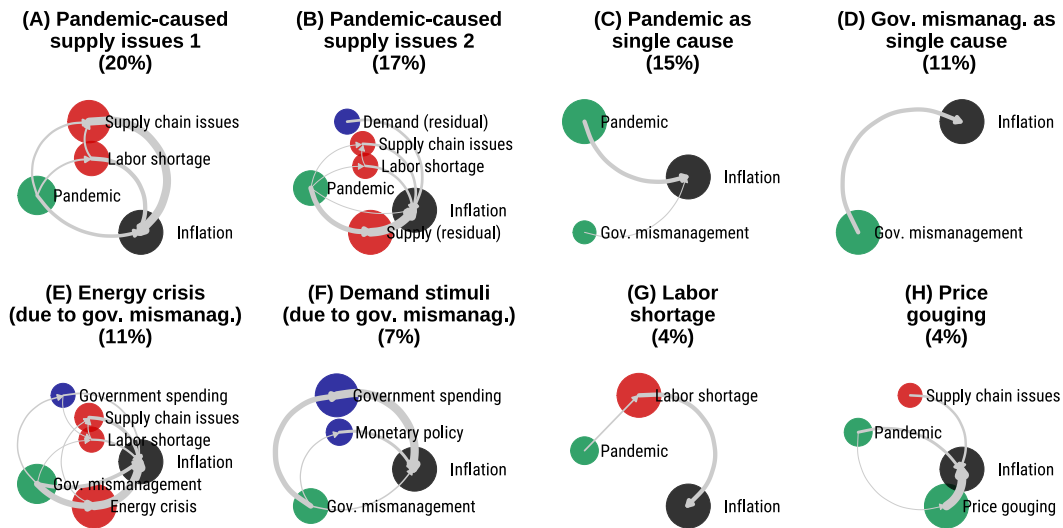 (A) Pandemic-caused
supply issues 1
(20%)
Supply chain issues
Labor shortage
Pandemic
Inflation
(B) Pandemic-caused
supply issues 2
(17%)
Demand (residual)
Supply chain issues
Labor shortage
Pandemic
Inflation
Supply (residual)
(C) Pandemic as
single cause
(15%)
Pandemic
Inflation
Gov. mismanagement
(D) Gov. mismanag. as
single cause
(11%)
Inflation
Gov. mismanagement
(E) Energy crisis
(due to gov. mismanag.)
(11%)
Government spending
Supply chain issues
Labor shortage
Inflation
Gov. mismanagement
Energy crisis
(F) Demand stimuli
(due to gov. mismanag.)
(7%)
Government spending
Monetary policy
Inflation
Gov. mismanagement
(G) Labor
shortage
(4%)
Labor shortage
Pandemic
Inflation
(H) Price
gouging
(4%)
Supply chain issues
Pandemic
Inflation
Price gouging